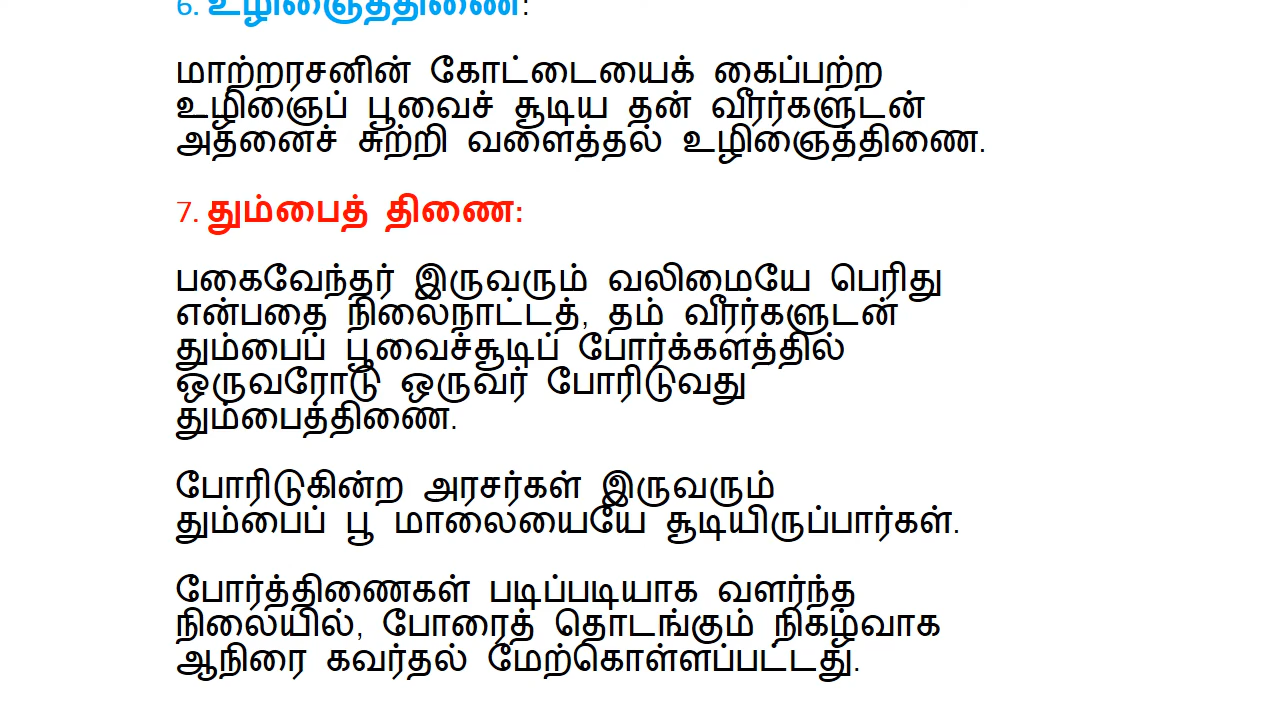 6. உழிஞைத்திணை:
மாற்றரசனின் கோட்டையைக் கைப்பற்ற
உழிஞைப் பூவைச் சூடிய தன் வீரர்களுடன்
அதனைச் சுற்றி வளைத்தல் உழிஞைத்திணை.
7. தும்பைத் திணை:
பகைவேந்தர் இருவரும் வலிமையே பெரிது
என்பதை நிலைநாட்டத், தம் வீரர்களுடன்
தும்பைப் பூவைச்சூடிப் போர்க்களத்தில்
ஒருவரோடு ஒருவர் போரிடுவது
தும்பைத்திணை.
போரிடுகின்ற அரசர்கள் இருவரும்
தும்பைப் பூ மாலையையே சூடியிருப்பார்கள்.
போர்த்திணைகள் படிப்படியாக வளர்ந்த
நிலையில், போரைத் தொடங்கும் நிகழ்வாக
ஆநிரை கவர்தல் மேற்கொள்ளப்பட்டது.